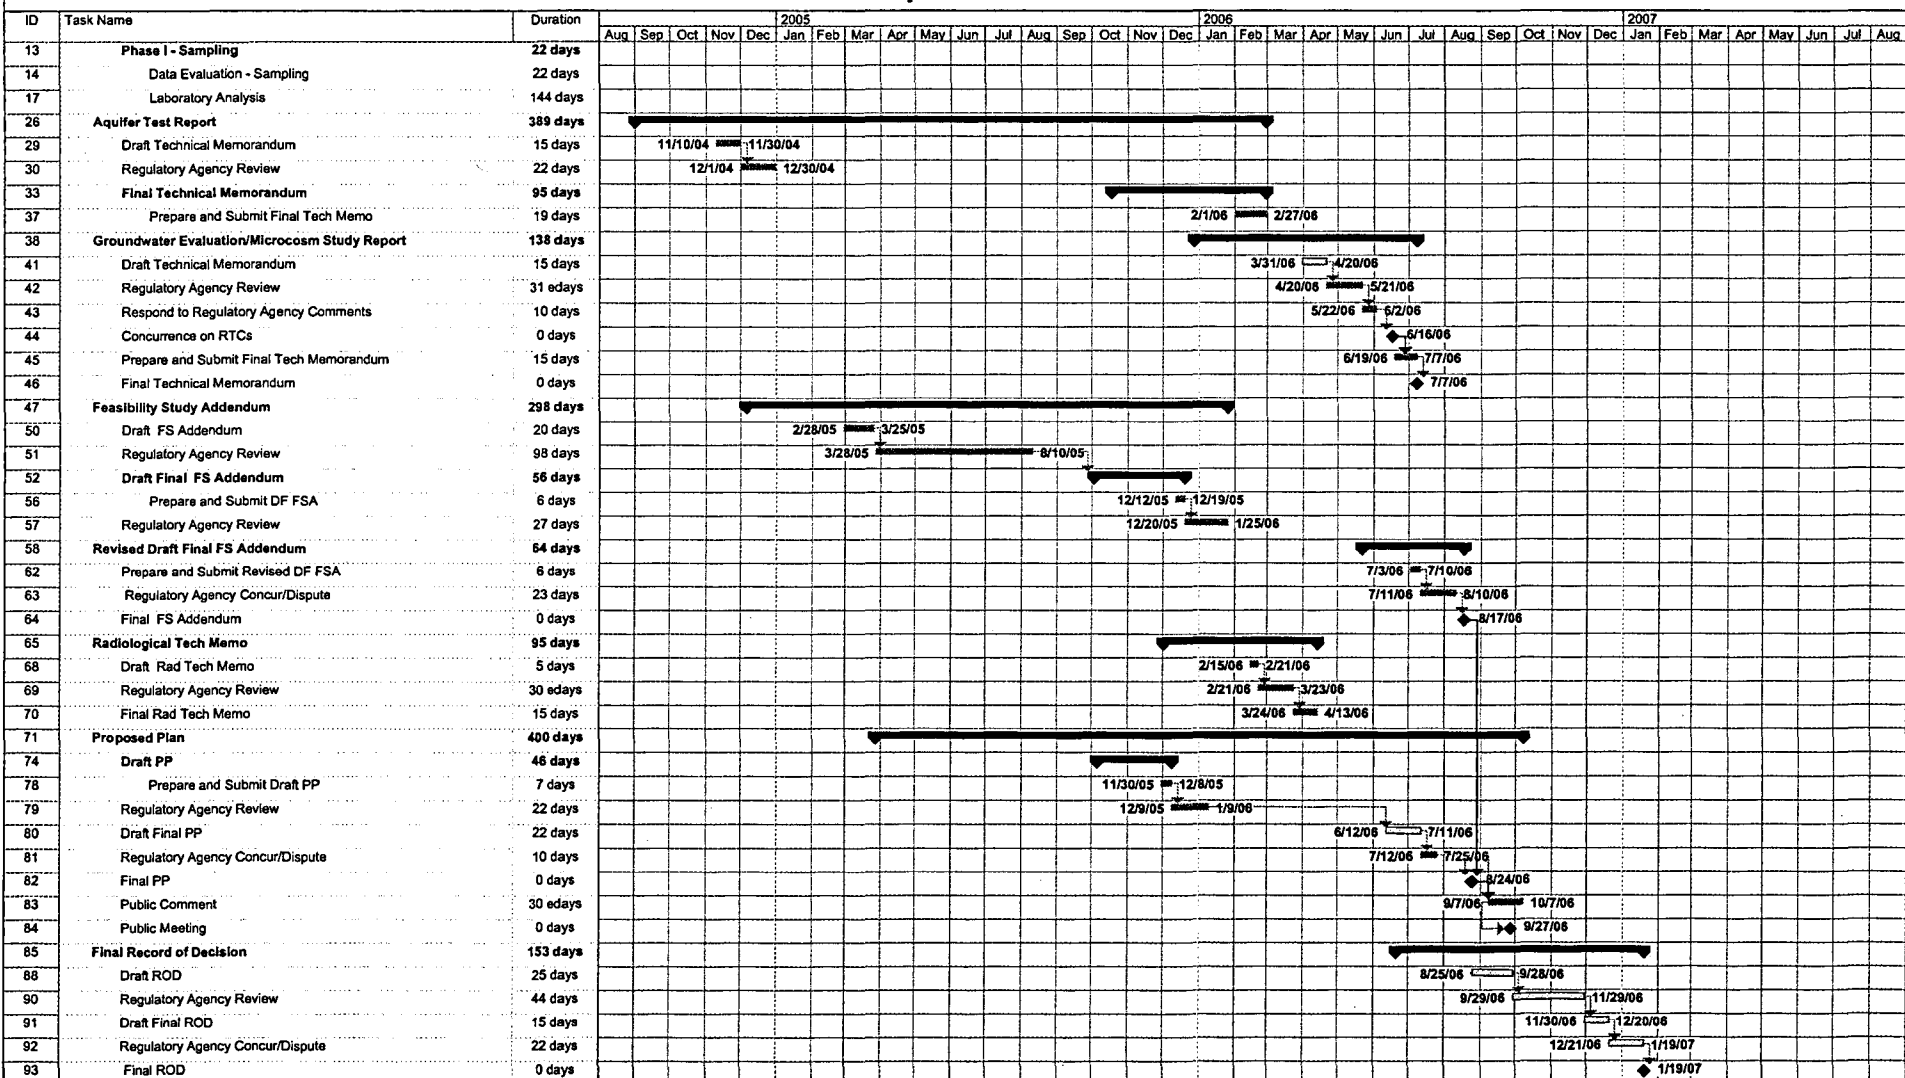 ID Task Name Duration 2005 2006 2007
Aug Sep Oct Nov Dec Jan Feb Mar Apr May Jun Jul Aug Sep Oct Nov Dec Jan Feb Mar Apr May Jun Jul Aug Sep Oct Nov Dec Jan Feb Mar Apr May Jun Jul Aug
13 Phase I - Sampling 22 days
14 Data Evaluation - Sampling 22 days
17 Laboratory Analysis 144 days
26 Aquifer Test Report 389 days
29 Draft Technical Memorandum 15 days 11/10/04 11/30/04
30 Regulatory Agency Review 22 days 12/1/04 12/30/04
33 Final Technical Memorandum 95 days
37 Prepare and Submit Final Tech Memo 19 days 2/1/06 2/27/06
38 Groundwater Evaluation/Microcosm Study Report 138 days
41 Draft Technical Memorandum 15 days 3/31/06 4/20/06
42 Regulatory Agency Review 31 edays 4/20/06 5/21/06
43 Respond to Regulatory Agency Comments 10 days 5/22/06 6/2/06
44 Concurrence on RTCs 0 days 6/16/06
45 Prepare and Submit Final Tech Memorandum 15 days 6/19/06 7/7/06
46 Final Technical Memorandum 0 days 7/7/06
47 Feasibility Study Addendum 298 days
50 Draft FS Addendum 20 days 2/28/05 3/25/05
51 Regulatory Agency Review 98 days 3/28/05 8/10/05
52 Draft Final FS Addendum 56 days
56 Prepare and Submit DF FSA 6 days 12/12/05 12/19/05
57 Regulatory Agency Review 27 days 12/20/05 1/25/06
58 Revised Draft Final FS Addendum 64 days
62 Prepare and Submit Revised DF FSA 6 days 7/3/06 7/10/06
63 Regulatory Agency Concur/Dispute 23 days 7/11/06 8/10/06
64 Final FS Addendum 0 days 8/17/06
65 Radiological Tech Memo 95 days
68 Draft Rad Tech Memo 5 days 2/15/06 2/21/06
69 Regulatory Agency Review 30 edays 2/21/06 3/23/06
70 Final Rad Tech Memo 15 days 3/24/06 4/13/06
71 Proposed Plan 400 days
74 Draft PP 46 days
78 Prepare and Submit Draft PP 7 days 11/30/05 12/8/05
79 Regulatory Agency Review 22 days 12/9/05 1/9/06
80 Draft Final PP 22 days 6/12/06 7/11/06
81 Regulatory Agency Concur/Dispute 10 days 7/12/06 7/25/06
82 Final PP 0 days 8/24/06
83 Public Comment 30 edays 9/7/06 10/7/06
84 Public Meeting 0 days 9/27/06
85 Final Record of Decision 153 days
88 Draft ROD 25 days 8/25/06 9/28/06
90 Regulatory Agency Review 44 days 9/29/06 11/29/06
91 Draft Final ROD 15 days 11/30/06 12/20/06
92 Regulatory Agency Concur/Dispute 22 days 12/21/06 1/19/07
93 Final ROD 0 days 1/19/07